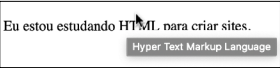 Eu estou estudando HTML para criar sites.
Hyper Text Markup Language